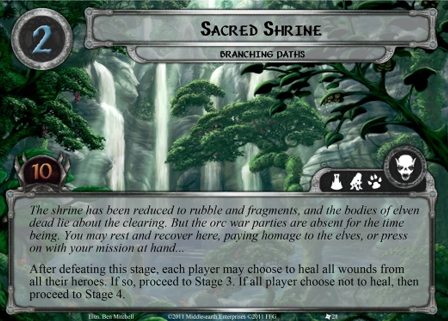 2
SACRED SHRINE
BRANCHING PATHS
10
The shrine has been reduced to rubble and fragments, and the bodies of elven
dead lie about the clearing. But the orc war parties are absent for the time
being. You may rest and recover here, paying homage to the elves, or press
on with your mission at hand...
After defeating this stage, each player may choose to heal all wounds from
all their heroes. If so, proceed to Stage 3. If all player choose not to heal, then
proceed to Stage 4.
Illus. Ben Mitchell ©2011 Middle-earth Enterprises ©2011 FFG 28